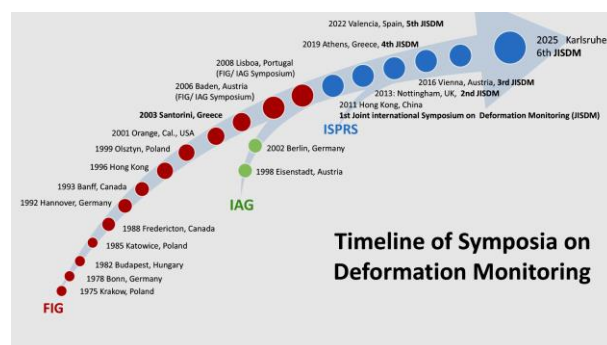 2022 Valencia, Spain, 5th JISDM
2025 Karlsruhe
6th JISDM
2019 Athens, Greece, 4th JISDM
2008 Lisboa, Portugal
(FIG/ IAG Symposium)
2006 Baden, Austria
(FIG/ IAG Symposium)
2016 Vienna, Austria, 3rd JISDM
2013: Nottingham, UK, 2nd JISDM
2011 Hong Kong, China
1st Joint international Symposium on Deformation Monitoring (JISDM)
ISPRS
2003 Santorini, Greece
2001 Orange, Cal., USA
1999 Olsztyn, Poland
1996 Hong Kong
1993 Banff, Canada
1992 Hannover, Germany
2002 Berlin, Germany
1998 Eisenstadt, Austria
IAG
1988 Fredericton, Canada
1985 Katowice, Poland
1982 Budapest, Hungary
1978 Bonn, Germany
1975 Krakow, Poland
FIG
Timeline of Symposia on
Deformation Monitoring